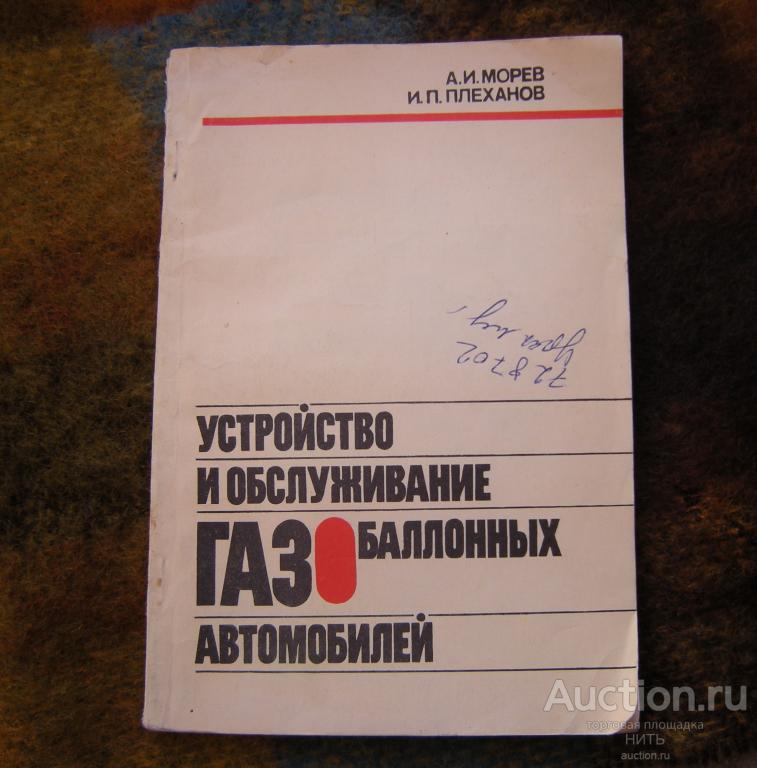 А.И.МОРЕВ
И.П.ПЛЕХАНОВ
728702
УСТРОЙСТВО
И ОБСЛУЖИВАНИЕ
ГАЗОБАЛЛОННЫХ
АВТОМОБИЛЕЙ
Auction.ru
торговая площадка
НИТЬ
auction.ru